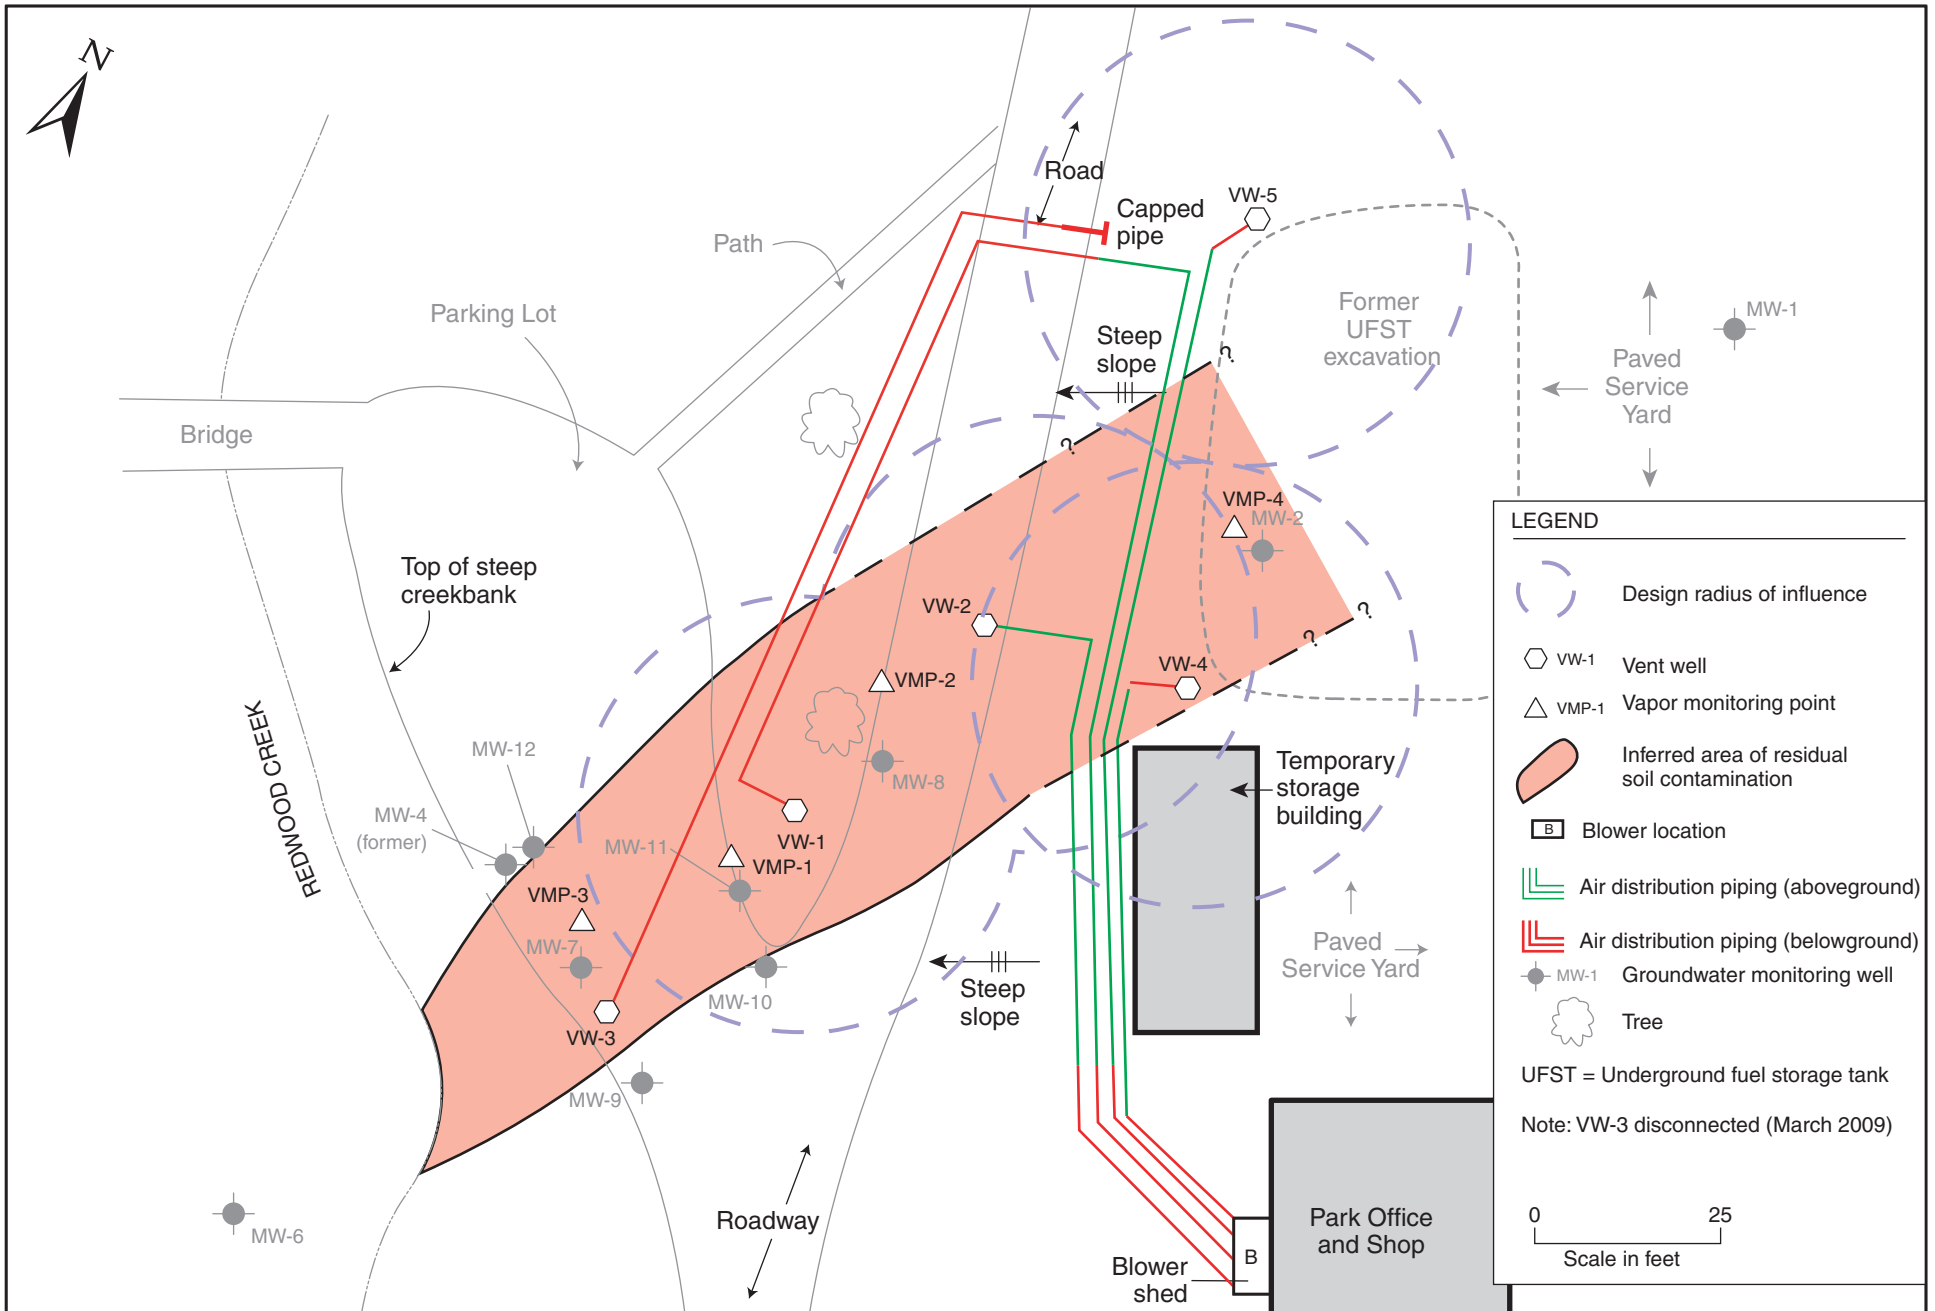 N
Road
VW-5
Capped
pipe
Path
Former
UFST
excavation
MW-1
Parking Lot
Steep
slope
?
Paved
Service
Yard
Bridge
?
VMP-4
MW-2
LEGEND
Design radius of influence
VW-1 Vent well
VMP-1 Vapor monitoring point
Inferred area of residual
soil contamination
B Blower location
Air distribution piping (aboveground)
Air distribution piping (belowground)
MW-1 Groundwater monitoring well
Tree
UFST = Underground fuel storage tank
Note: VW-3 disconnected (March 2009)
0 25
Scale in feet
Top of steep
creekbank
VW-2
?
?
VW-4
VMP-2
REDWOOD CREEK
MW-12
MW-8
Temporary
storage
building
MW-4
(former)
MW-11
VW-1
VMP-1
VMP-3
MW-7
Paved
Service Yard
MW-10
Steep
slope
VW-3
MW-9
Roadway
MW-6
Park Office
and Shop
B
Blower
shed